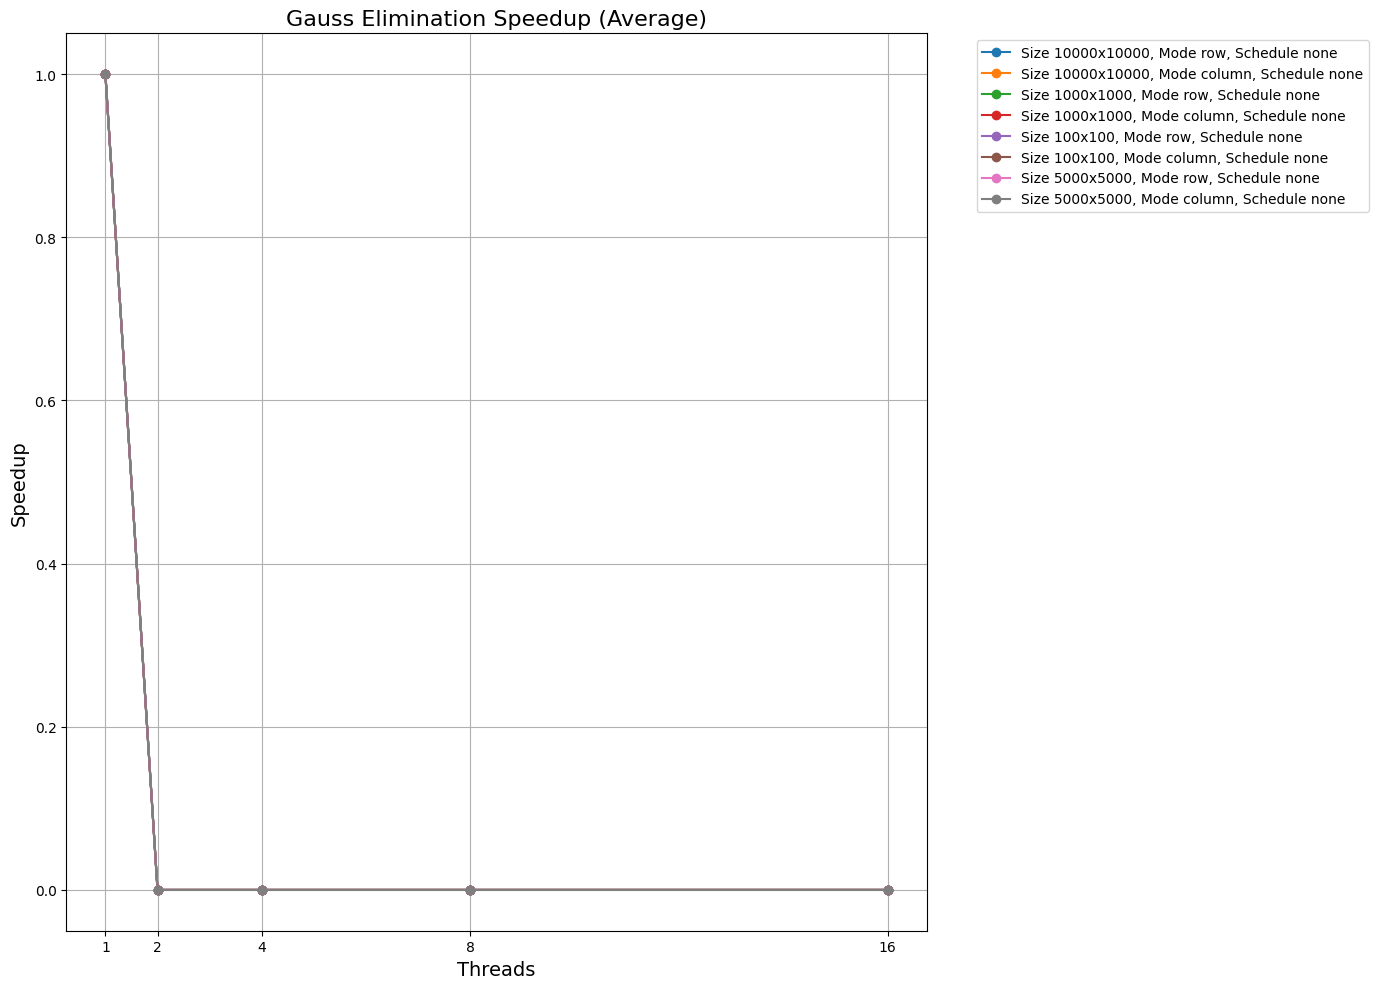 Gauss Elimination Speedup (Average)
Size 10000x10000, Mode row, Schedule none
Size 10000x10000, Mode column, Schedule none
Size 1000x1000, Mode row, Schedule none
Size 1000x1000, Mode column, Schedule none
Size 100x100, Mode row, Schedule none
Size 100x100, Mode column, Schedule none
Size 5000x5000, Mode row, Schedule none
Size 5000x5000, Mode column, Schedule none
Speedup
1.0
0.8
0.6
0.4
0.2
0.0
1 2 4 8 16
Threads